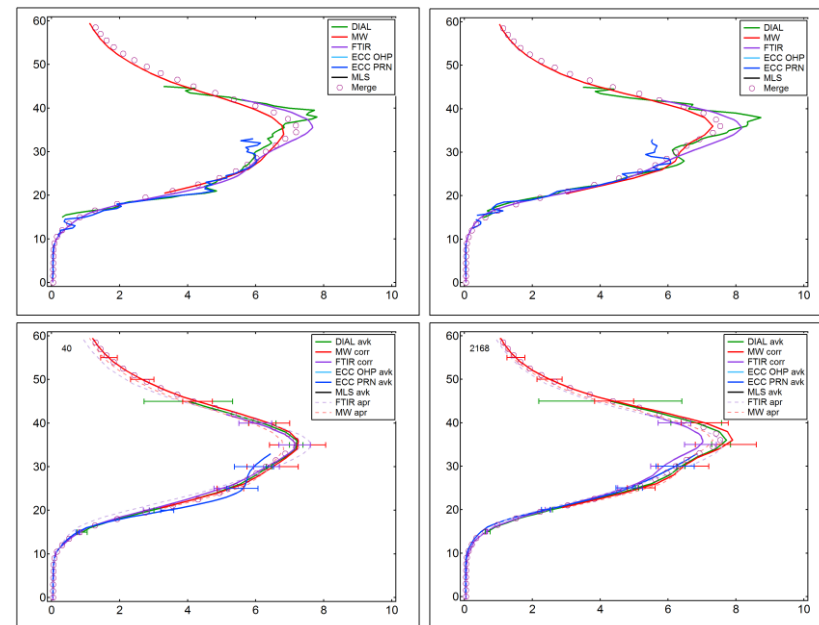 60
50
40
30
20
10
0
0
2
4
6
8
10
DIAL
MW
FTIR
ECC OHP
ECC PRN
MLS
Merge
60
50
40
30
20
10
0
0
2
4
6
8
10
DIAL
MW
FTIR
ECC OHP
ECC PRN
MLS
Merge
60
50
40
30
20
10
0
0
2
4
6
8
10
40
DIAL avk
MW corr
FTIR corr
ECC OHP avk
ECC PRN avk
MLS avk
FTIR apr
MW apr
60
50
40
30
20
10
0
0
2
4
6
8
10
2168
DIAL avk
MW corr
FTIR corr
ECC OHP avk
ECC PRN avk
MLS avk
FTIR apr
MW apr